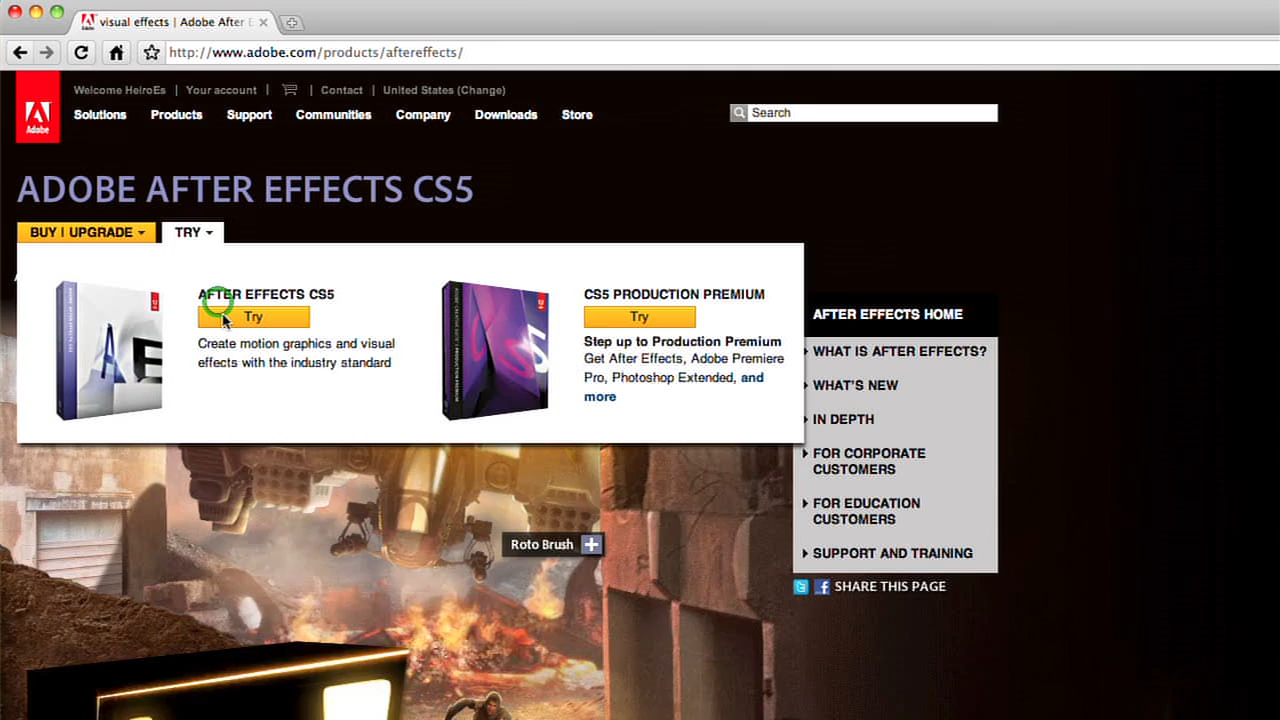 visual effects | Adobe After E
http://www.adobe.com/products/aftereffects/
Welcome HeiroEs | Your account | | Contact | United States (Change)
Adobe
Solutions Products Support Communities Company Downloads Store
Search
ADOBE AFTER EFFECTS CS5
BUY | UPGRADE TRY
AFTER EFFECTS CS5
Try
Create motion graphics and visual
effects with the industry standard
CS5 PRODUCTION PREMIUM
Try
Step up to Production Premium
Get After Effects, Adobe Premiere
Pro, Photoshop Extended, and
more
AFTER EFFECTS HOME
WHAT IS AFTER EFFECTS?
WHAT'S NEW
IN DEPTH
FOR CORPORATE
CUSTOMERS
FOR EDUCATION
CUSTOMERS
SUPPORT AND TRAINING
SHARE THIS PAGE
Roto Brush